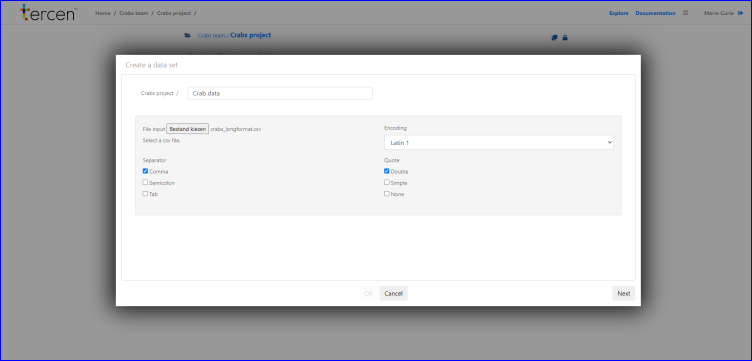 tercen
Home / Crabs team / Crabs project /
Explore Documentation Marie Curie
Crabs team / Crabs project
Create a data set
Crabs project / Crab data
File input Bestand kiezen crabs_longformat.csv
Select a csv file.
Encoding
Latin 1
Separator
Comma
Semicolon
Tab
Quote
Double
Simple
None
OK Cancel Next